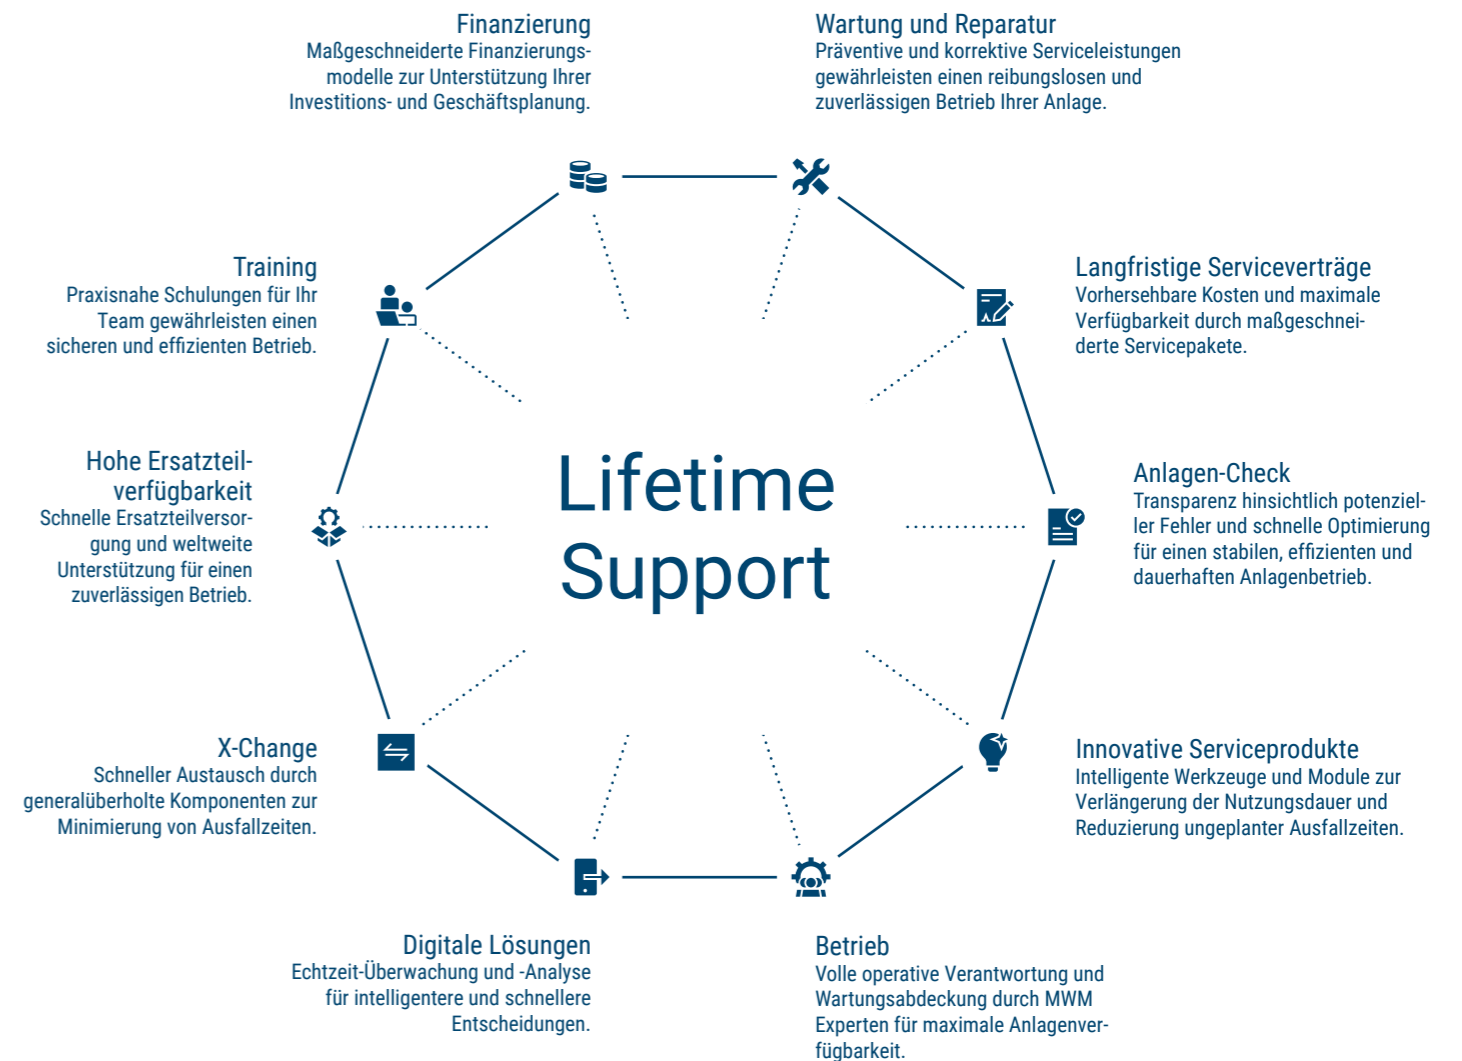 Finanzierung
Maßgeschneiderte Finanzierungs-
modelle zur Unterstützung Ihrer
Investitions- und Geschäftsplanung.
Wartung und Reparatur
Präventive und korrektive Serviceleistungen
gewährleisten einen reibungslosen und
zuverlässigen Betrieb Ihrer Anlage.
Training
Praxisnahe Schulungen für Ihr
Team gewährleisten einen
sicheren und effizienten Betrieb.
Langfristige Serviceverträge
Vorhersehbare Kosten und maximale
Verfügbarkeit durch maßgeschnei-
derte Servicepakete.
Hohe Ersatzteil-
verfügbarkeit
Schnelle Ersatzteilversor-
gung und weltweite
Unterstützung für einen
zuverlässigen Betrieb.
Lifetime
Support
Anlagen-Check
Transparenz hinsichtlich potenziel-
ler Fehler und schnelle Optimierung
für einen stabilen, effizienten und
dauerhaften Anlagenbetrieb.
X-Change
Schneller Austausch durch
generalüberholte Komponenten zur
Minimierung von Ausfallzeiten.
Innovative Serviceprodukte
Intelligente Werkzeuge und Module zur
Verlängerung der Nutzungsdauer und
Reduzierung ungeplanter Ausfallzeiten.
Digitale Lösungen
Echtzeit-Überwachung und -Analyse
für intelligentere und schnellere
Entscheidungen.
Betrieb
Volle operative Verantwortung und
Wartungsabdeckung durch MWM
Experten für maximale Anlagenver-
fügbarkeit.